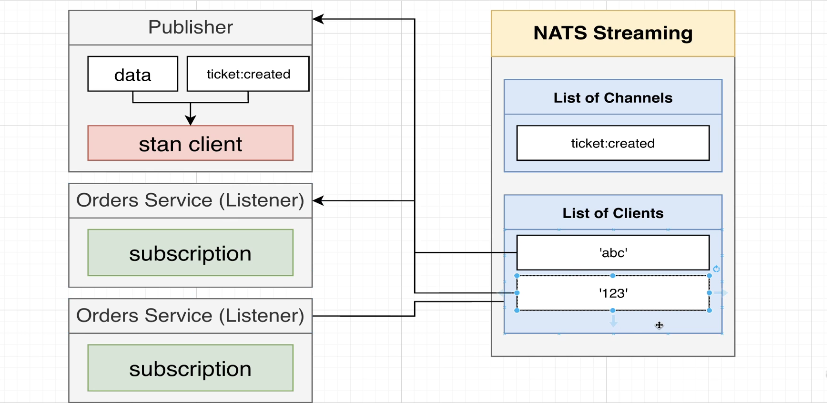 Publisher
data
ticket:created
stan client
Orders Service (Listener)
subscription
Orders Service (Listener)
subscription
NATS Streaming
List of Channels
ticket:created
List of Clients
'abc'
'123'